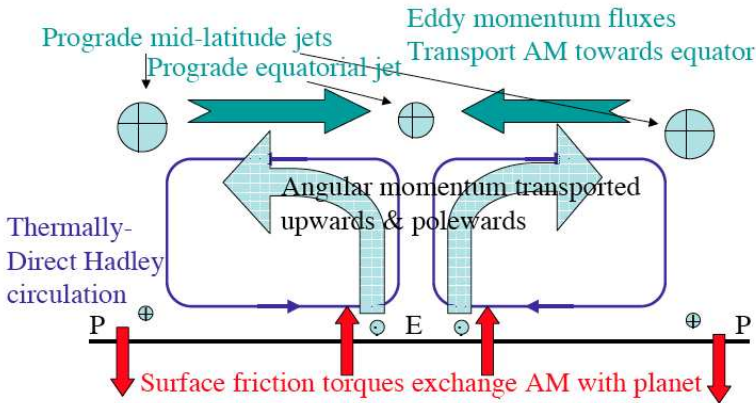 Prograde mid-latitude jets
Prograde equatorial jet
Eddy momentum fluxes
Transport AM towards equator
Angular momentum transported
upwards & polewards
Thermally-
Direct Hadley
circulation
P
E
P
Surface friction torques exchange AM with planet